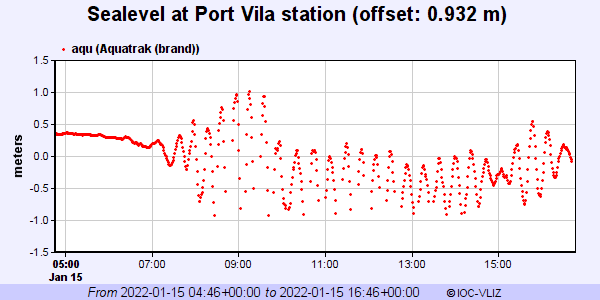 Sealevel at Port Vila station (offset: 0.932 m)
aqu (Aquatrak (brand))
meters
1.5
1.0
0.5
0.0
-0.5
-1.0
-1.5
05:00 07:00 09:00 11:00 13:00 15:00
Jan 15
From 2022-01-15 04:46+00:00 to 2022-01-15 16:46+00:00 © IOC-VLIZ